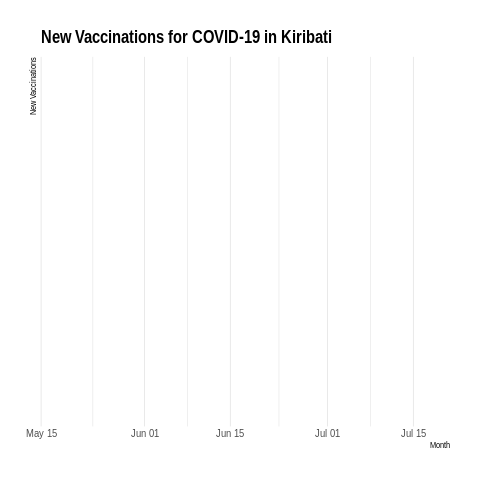 New Vaccinations for COVID-19 in Kiribati
New Vaccinations
May 15
Jun 01
Jun 15
Jul 01
Jul 15
Month